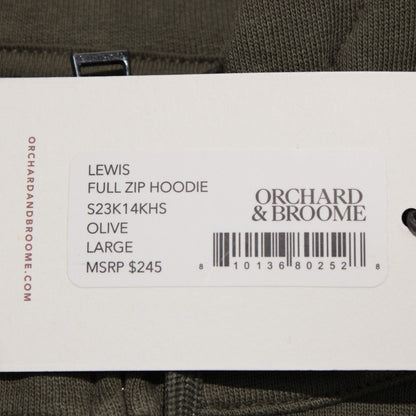 ORCHARDANDBROOME.COM
LEWIS
FULL ZIP HOODIE
S23K14KHS
OLIVE
LARGE
MSRP $245
ORCHARD
& BROOME
8 10136 80252 8